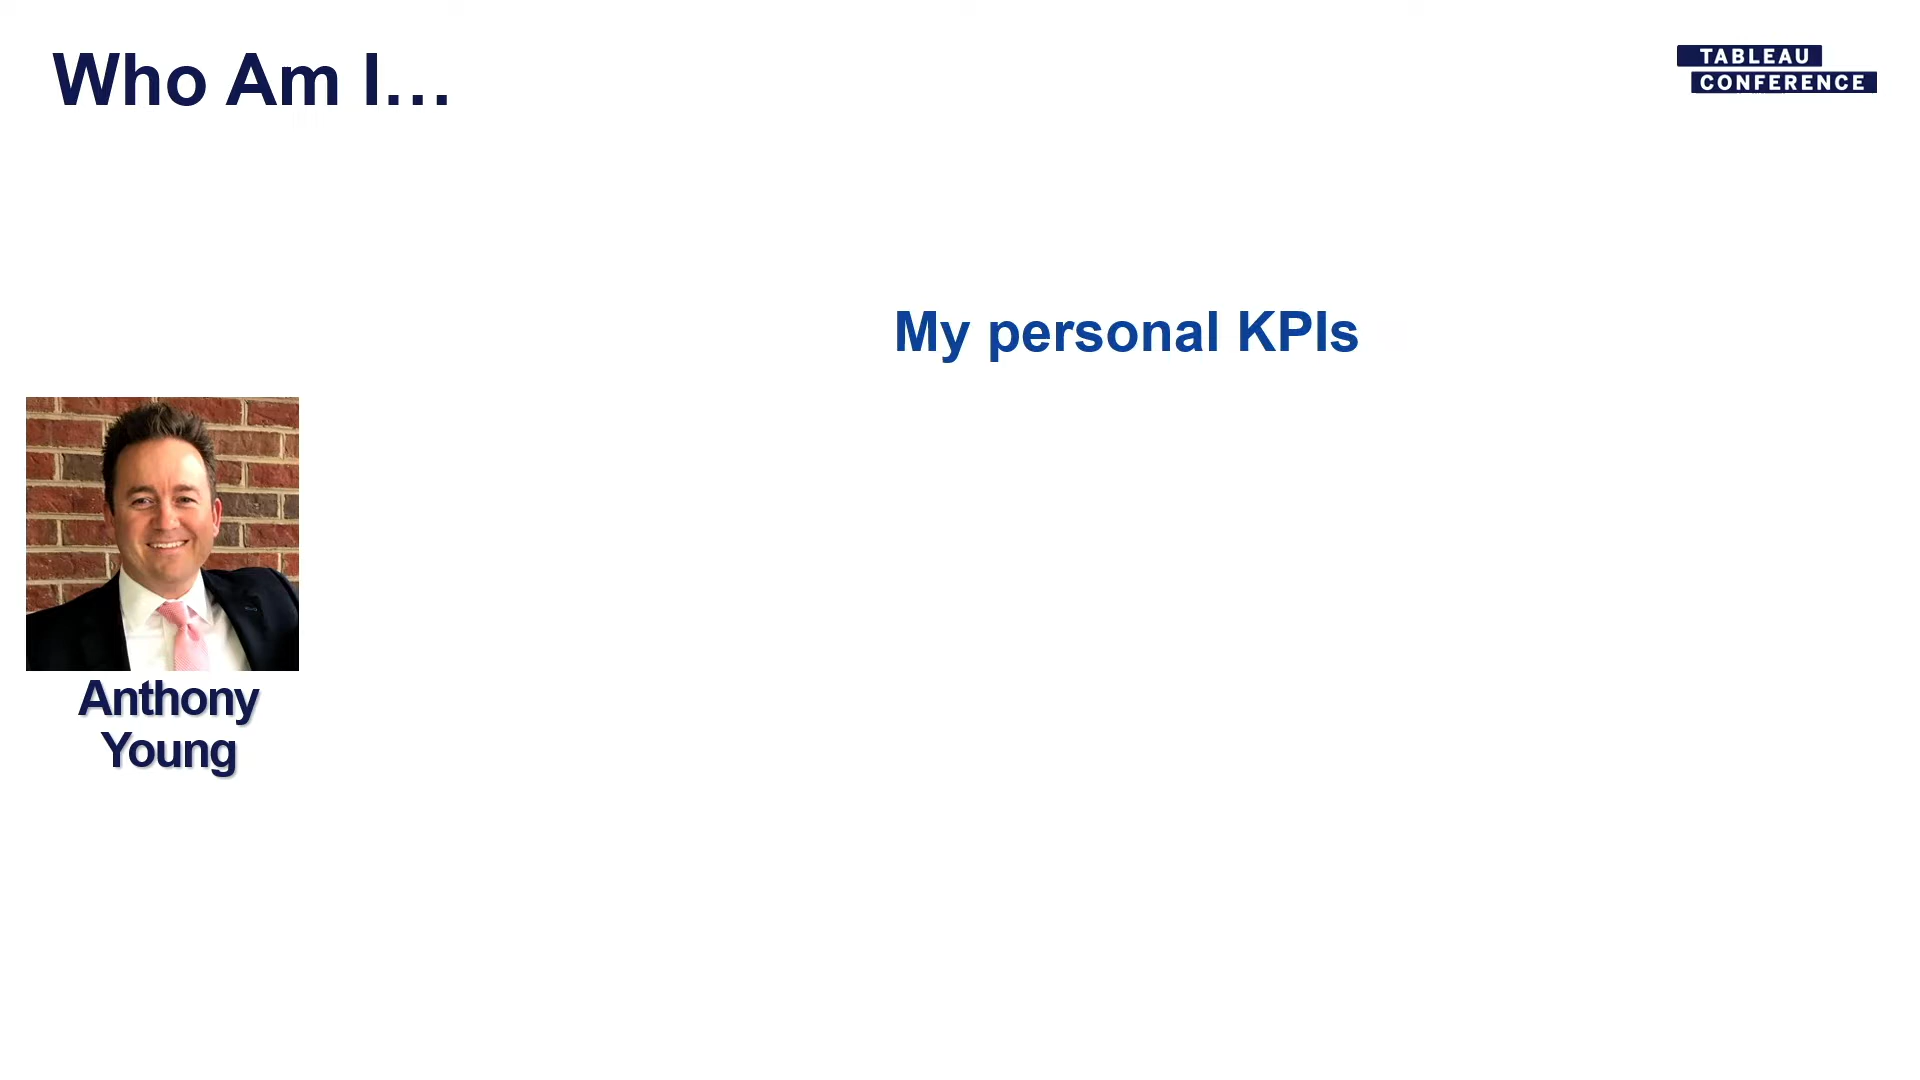 Who Am I…
TABLEAU
CONFERENCE
My personal KPIs
Anthony
Young